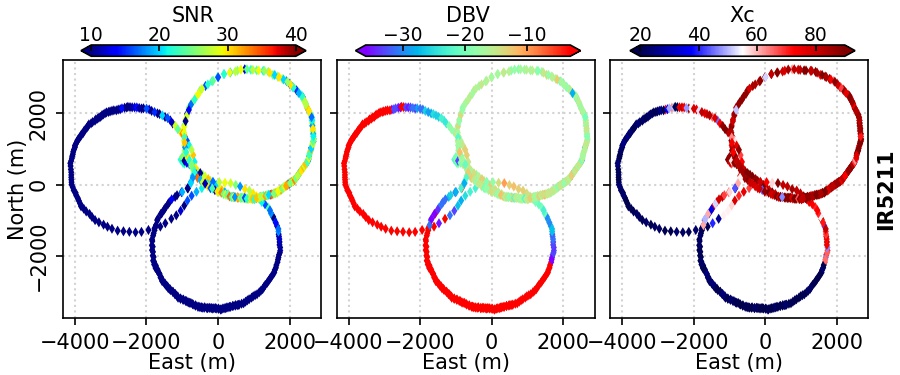 SNR DBV Xc
10 20 30 40 −30 −20 −10 20 40 60 80
2000
0
−2000
North (m)
IR5211
−4000 −2000 0 2000 −4000 −2000 0 2000 −4000 −2000 0 2000
East (m) East (m) East (m)